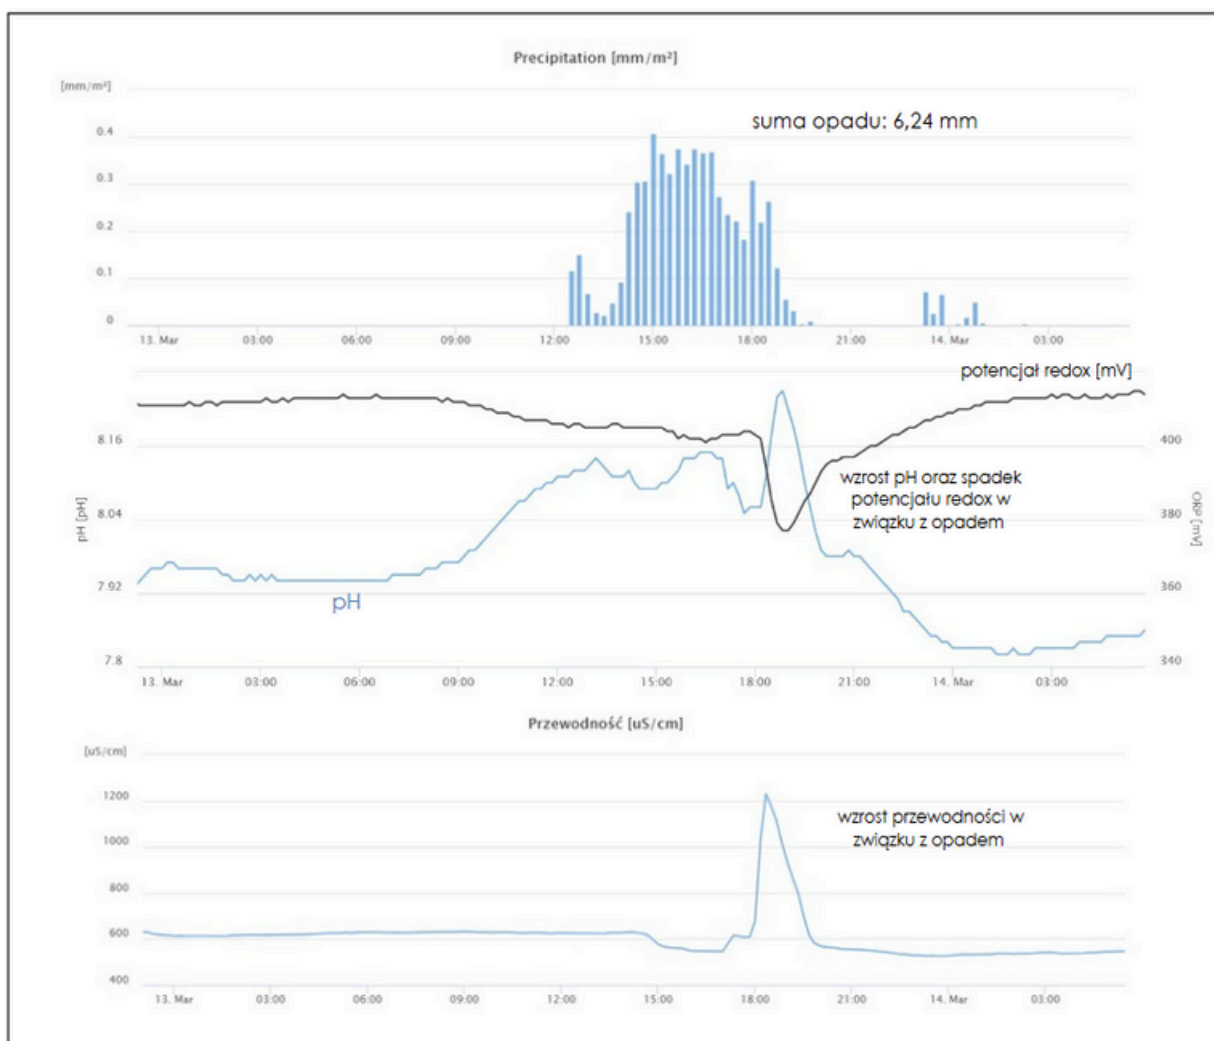 Precipitation [mm/m²]
[mm/m²]
suma opadu: 6,24 mm
0.4
0.3
0.2
0.1
0
13. Mar 03:00 06:00 09:00 12:00 15:00 18:00 21:00 14. Mar 03:00
potencjał redox [mV]
8.16 400
wzrost pH oraz spadek
potencjału redox w
związku z opadem
pH [pH]
ORP [mV]
8.04 380
7.92 360
pH
7.8 340
13. Mar 03:00 06:00 09:00 12:00 15:00 18:00 21:00 14. Mar 03:00
Przewodność [uS/cm]
[uS/cm]
1200
wzrost przewodności w
związku z opadem
1000
800
600
400
13. Mar 03:00 06:00 09:00 12:00 15:00 18:00 21:00 14. Mar 03:00